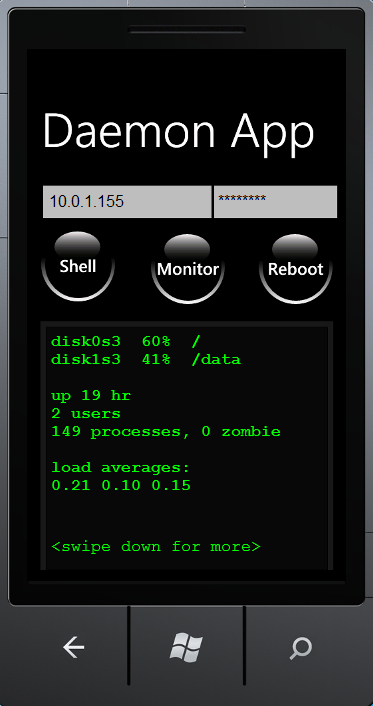 Daemon App
10.0.1.155 ********
Shell Monitor Reboot
disk0s3 60% /
disk1s3 41% /data
up 19 hr
2 users
149 processes, 0 zombie
load averages:
0.21 0.10 0.15
<swipe down for more>